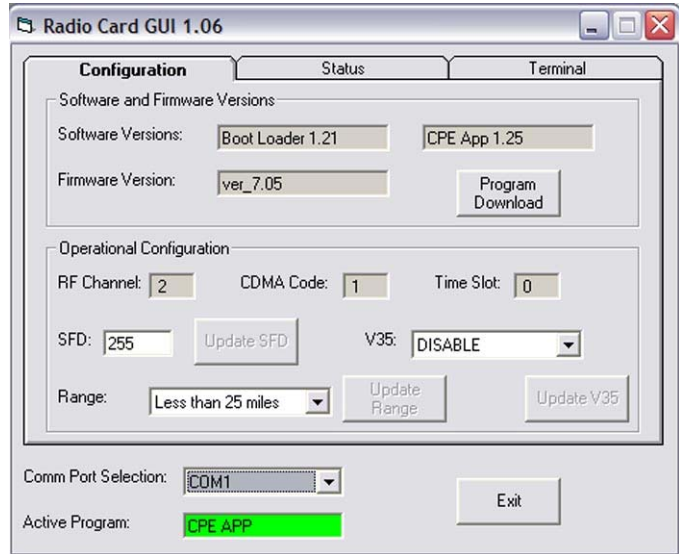 Radio Card GUI 1.06
Configuration Status Terminal
Software and Firmware Versions
Software Versions: Boot Loader 1.21 CPE App 1.25
Firmware Version: ver_7.05 Program Download
Operational Configuration
RF Channel: 2 CDMA Code: 1 Time Slot: 0
SFD: 255 Update SFD V35: DISABLE
Range: Less than 25 miles Update Range Update V35
Comm Port Selection: COM1
Exit
Active Program: CPE APP